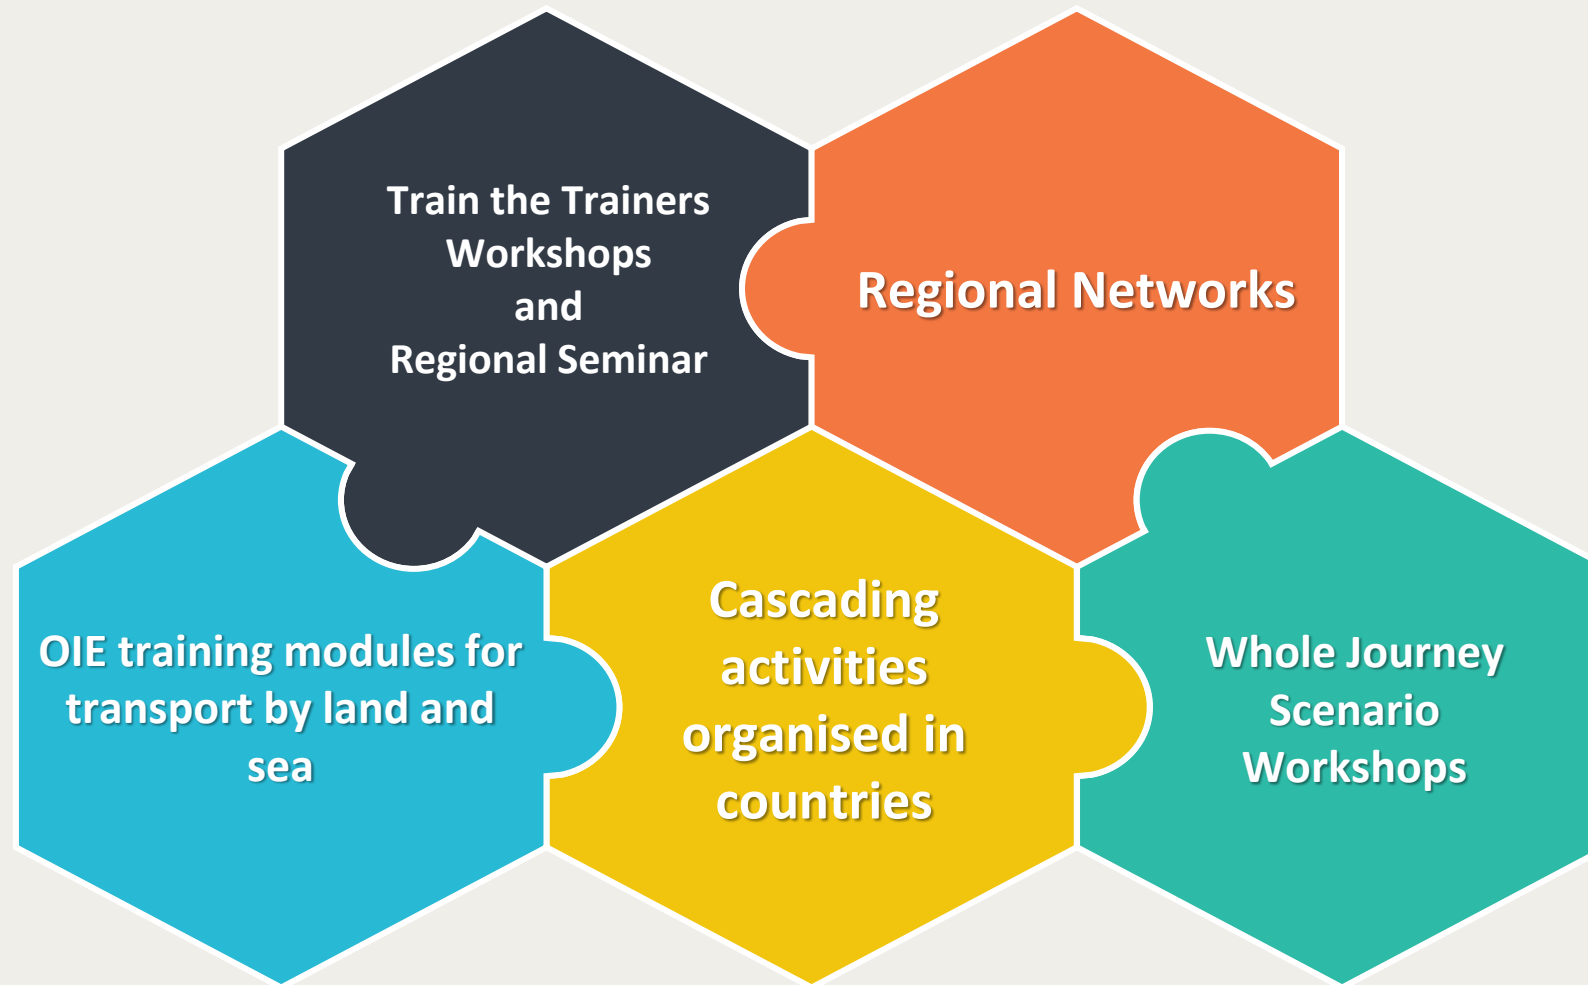 Train the Trainers
Workshops
and
Regional Seminar
Regional Networks
OIE training modules for
transport by land and
sea
Cascading
activities
organised in
countries
Whole Journey
Scenario
Workshops